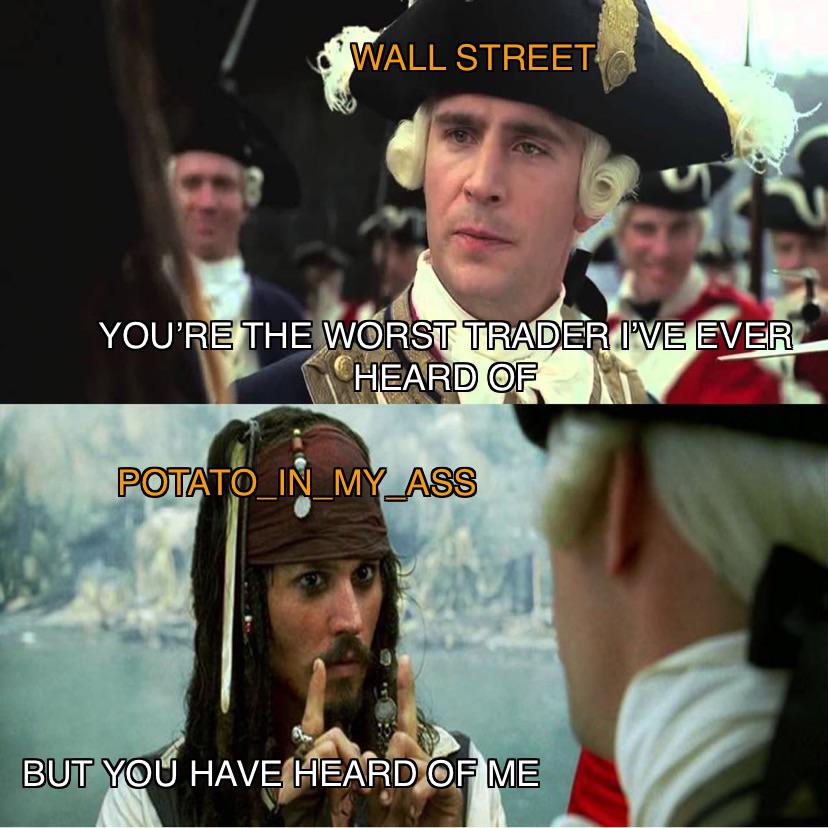 WALL STREET
YOU'RE THE WORST TRADER I'VE EVER
HEARD OF
POTATO_IN_MY_ASS
BUT YOU HAVE HEARD OF ME